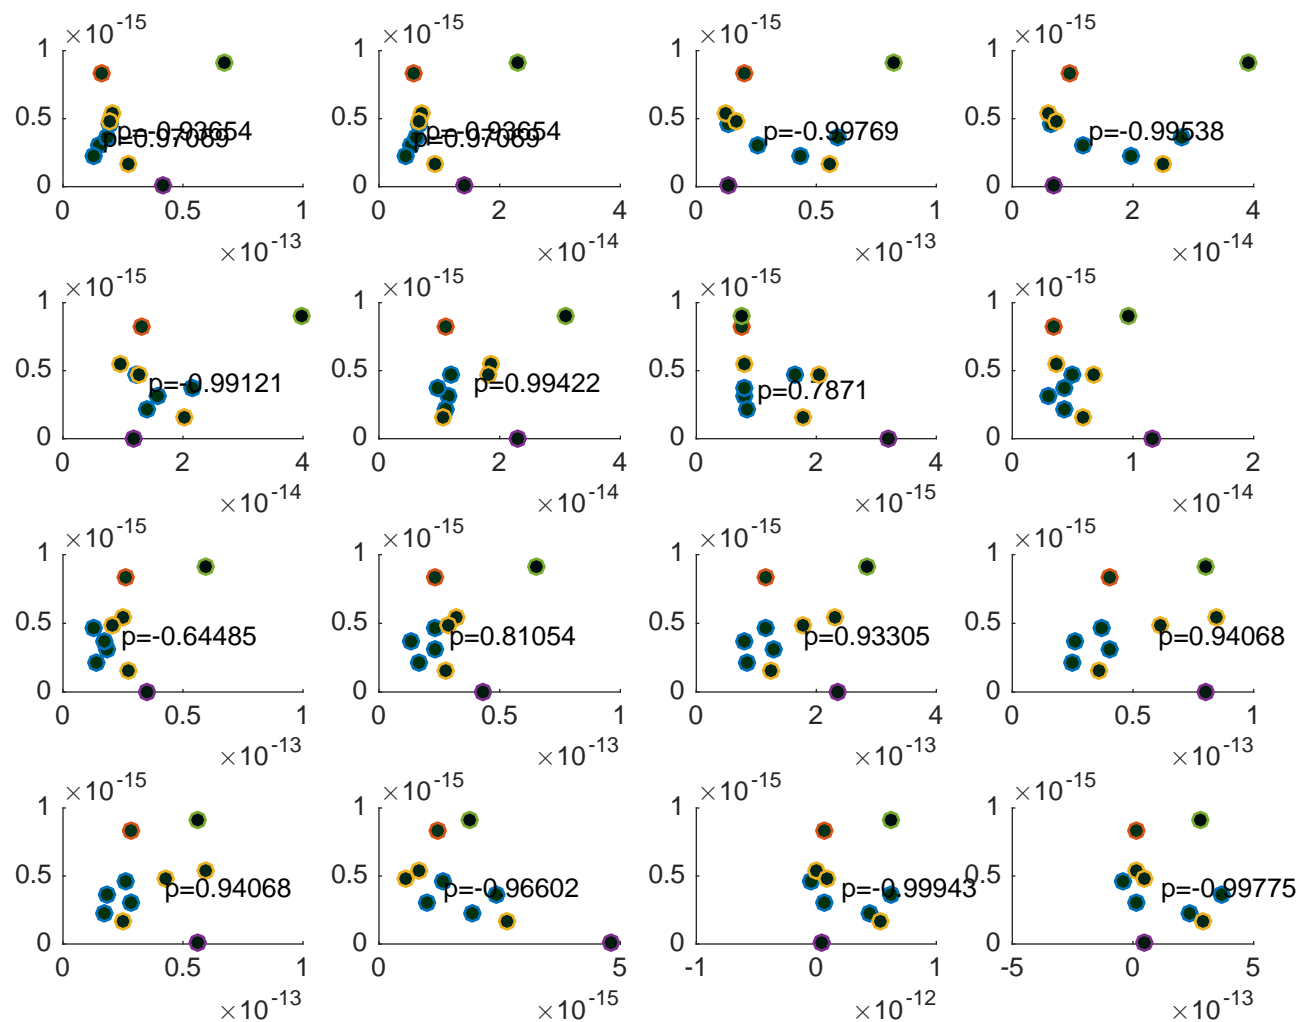 ×10-15 ×10-15 ×10-15 ×10-15
1 1 1 1
p=-0.93654 p=-0.93654 p=-0.99769 p=-0.99538
p=0.97069 p=0.97069
0.5 0.5 0.5 0.5
0 0 0 0
0 0.5 1 0 2 4 0 0.5 1 0 2 4
×10-13 ×10-14 ×10-13 ×10-14
×10-15 ×10-15 ×10-15 ×10-15
1 1 1 1
0.5 0.5 0.5 0.5
p=-0.99121 p=0.99422 p=0.7871
0 0 0 0
0 2 4 0 2 4 0 2 4 0 1 2
×10-14 ×10-14 ×10-15 ×10-14
×10-15 ×10-15 ×10-15 ×10-15
1 1 1 1
0.5 0.5 0.5 0.5
p=-0.64485 p=0.81054 p=0.93305 p=0.94068
0 0 0 0
0 0.5 1 0 0.5 1 0 2 4 0 0.5 1
×10-13 ×10-13 ×10-13 ×10-13
×10-15 ×10-15 ×10-15 ×10-15
1 1 1 1
0.5 0.5 0.5 0.5
p=0.94068 p=-0.96602 p=-0.99943 p=-0.99775
0 0 0 0
0 0.5 1 0 5 -1 0 1 -5 0 5
×10-13 ×10-15 ×10-12 ×10-13